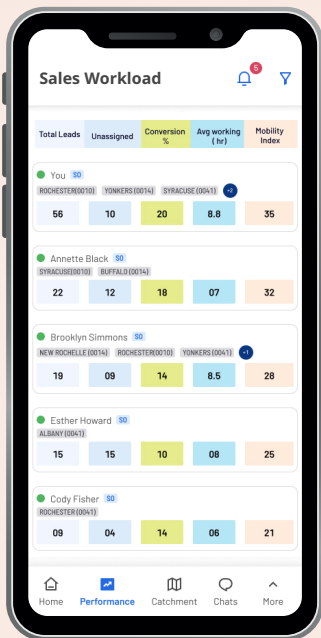 Sales Workload
5
Total Leads Unassigned Conversion % Avg working (hr) Mobility Index
You SO
ROCHESTER(0010) YONKERS (0014) SYRACUSE (0041) +2
56 10 20 8.8 35
Annette Black SO
SYRACUSE(0010) BUFFALO (0014)
22 12 18 07 32
Brooklyn Simmons SO
NEW ROCHELLE (0014) ROCHESTER(0010) YONKERS (0041) +1
19 09 14 8.5 28
Esther Howard SO
ALBANY (0041)
15 15 10 08 25
Cody Fisher SO
ROCHESTER (0041)
09 04 14 06 21
Home Performance Catchment Chats More